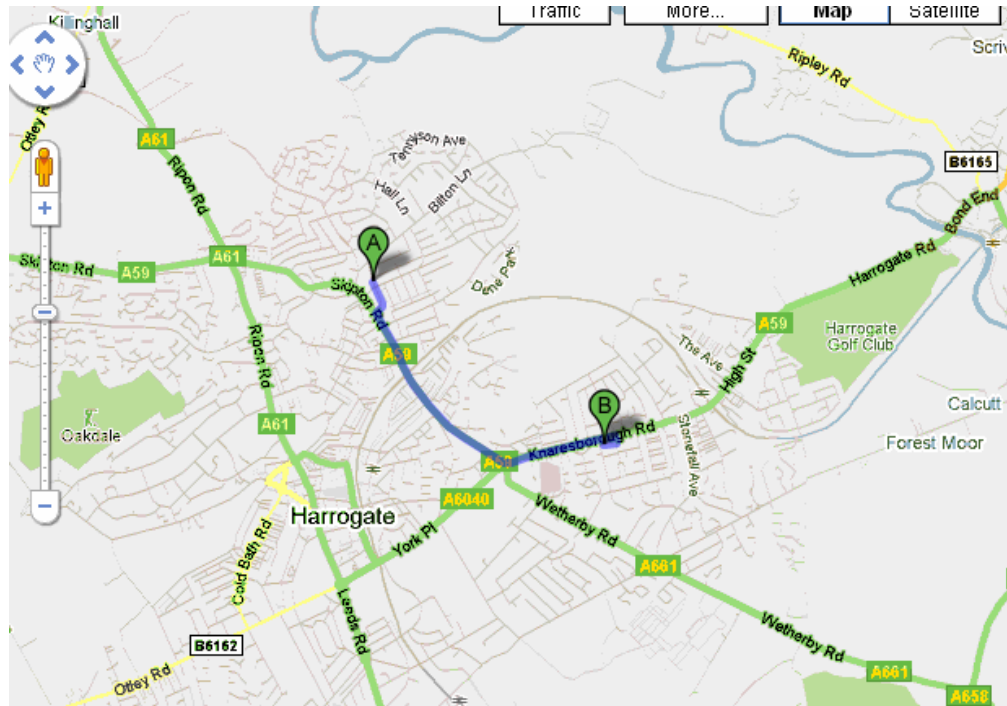 Traffic
More...
Map
Satellite
Killinghall
Ripley Rd
Otley
A61
Tennyson Ave
B6165
Ripon Rd
Hall Ln
Bilton Ln
Bond End
A
A61
Skipton Rd
A59
Dene Park
Harrogate Rd
Skipton Rd
A59
A59
The Ave
Harrogate
Golf Club
Ripon Rd
High St
B
Calcutt
Oakdale
A61
Knaresborough Rd
Stonefall Ave
Forest Moor
A59
A6040
Harrogate
Wetherby Rd
York Pl
Cold Bath Rd
A661
Leeds Rd
Wetherby Rd
B6162
Otley Rd
A661
A658